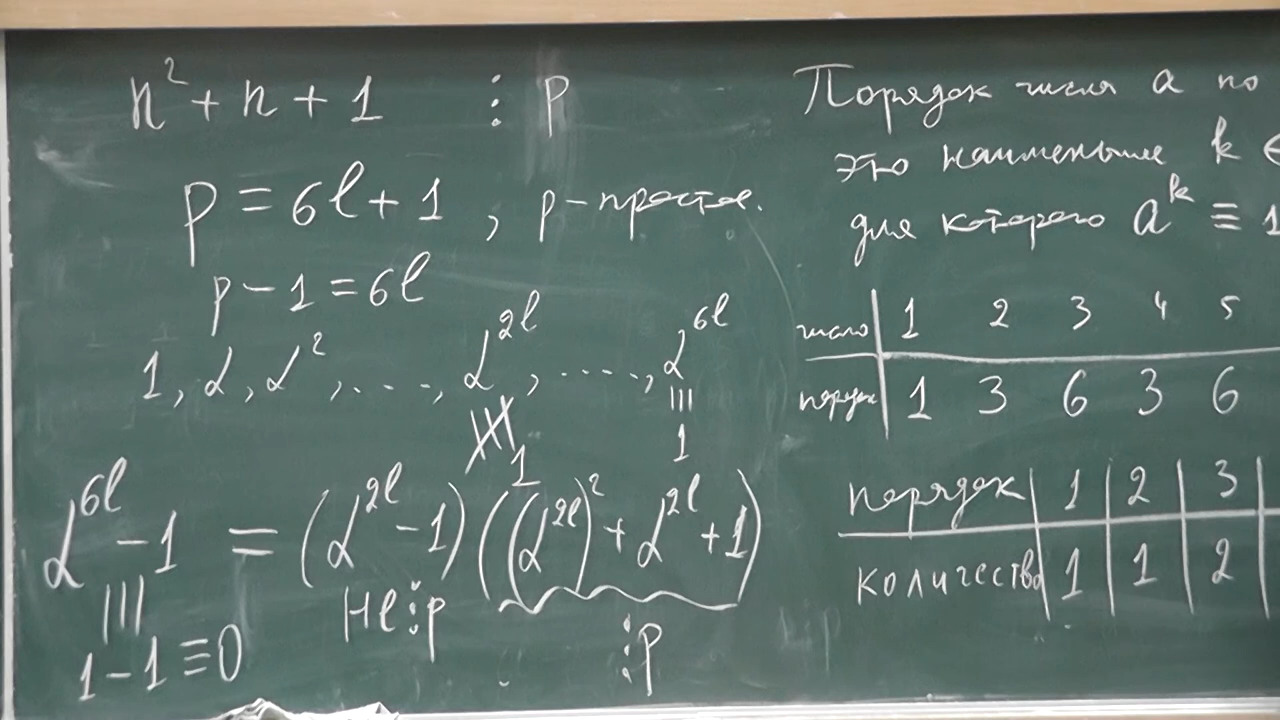 n² + n + 1 ⋮ p
p = 6l + 1 , p – простое.
p – 1 = 6l
1, α, α², ...., α^{2l}, ....., α^{6l}
≢ ≡
1 1
α^{6l} – 1 = (α^{2l} – 1)((α^{2l})² + α^{2l} + 1)
≡ не ⋮ p ⋮ p
1 – 1 ≡ 0
Порядок числа a по
это наименьшее k ∈
для которого a^k ≡ 1
число 1 2 3 4 5
порядок 1 3 6 3 6
порядок 1 2 3
количество 1 1 2